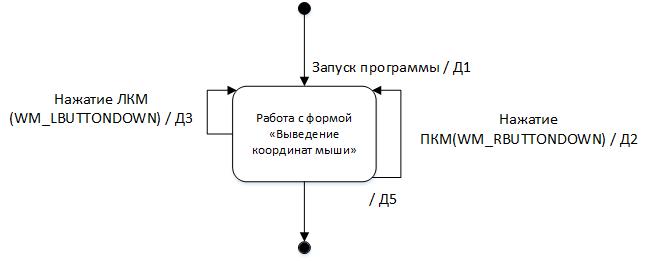 Запуск программы / Д1
Нажатие ЛКМ
(WM_LBUTTONDOWN) / Д3
Работа с формой
«Выведение
координат мыши»
Нажатие
ПКМ(WM_RBUTTONDOWN) / Д2
/ Д5